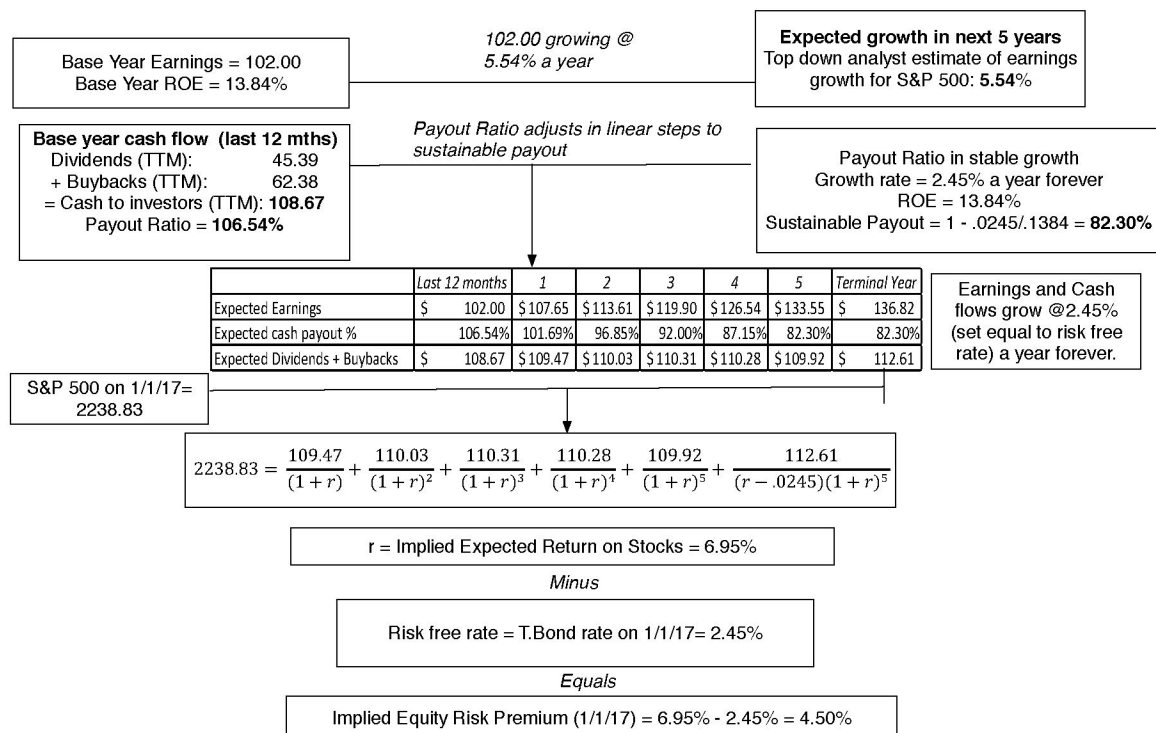 Base Year Earnings = 102.00
Base Year ROE = 13.84%
102.00 growing @
5.54% a year
Expected growth in next 5 years
Top down analyst estimate of earnings
growth for S&P 500: 5.54%
Base year cash flow (last 12 mths)
Dividends (TTM): 45.39
+ Buybacks (TTM): 62.38
= Cash to investors (TTM): 108.67
Payout Ratio = 106.54%
Payout Ratio adjusts in linear steps to
sustainable payout
Payout Ratio in stable growth
Growth rate = 2.45% a year forever
ROE = 13.84%
Sustainable Payout = 1 - .0245/.1384 = 82.30%
Last 12 months 1 2 3 4 5 Terminal Year
Expected Earnings $ 102.00 $107.65 $113.61 $119.90 $126.54 $133.55 $ 136.82
Expected cash payout % 106.54% 101.69% 96.85% 92.00% 87.15% 82.30% 82.30%
Expected Dividends + Buybacks $ 108.67 $109.47 $110.03 $110.31 $110.28 $109.92 $ 112.61
Earnings and Cash
flows grow @2.45%
(set equal to risk free
rate) a year forever.
S&P 500 on 1/1/17=
2238.83
2238.83 = 109.47/(1 + r) + 110.03/(1 + r)² + 110.31/(1 + r)³ + 110.28/(1 + r)⁴ + 109.92/(1 + r)⁵ + 112.61/(r − .0245)(1 + r)⁵
r = Implied Expected Return on Stocks = 6.95%
Minus
Risk free rate = T.Bond rate on 1/1/17= 2.45%
Equals
Implied Equity Risk Premium (1/1/17) = 6.95% - 2.45% = 4.50%